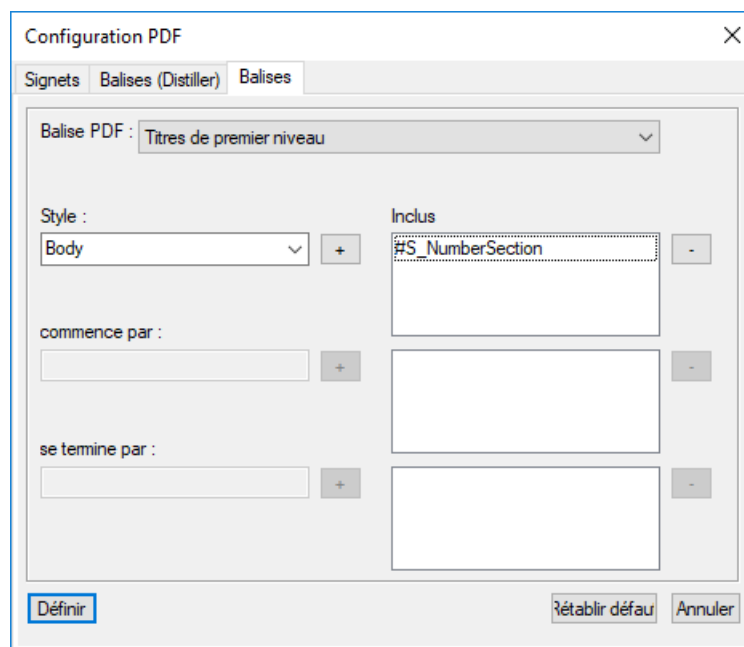 Configuration PDF
Signets Balises (Distiller) Balises
Balise PDF : Titres de premier niveau
Style : Inclus
Body + #S_NumberSection -
commence par :
+ -
se termine par :
+ -
Définir Rétablir défau Annuler